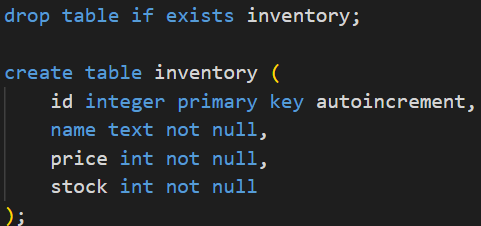 drop table if exists inventory;
create table inventory (
    id integer primary key autoincrement,
    name text not null,
    price int not null,
    stock int not null
);